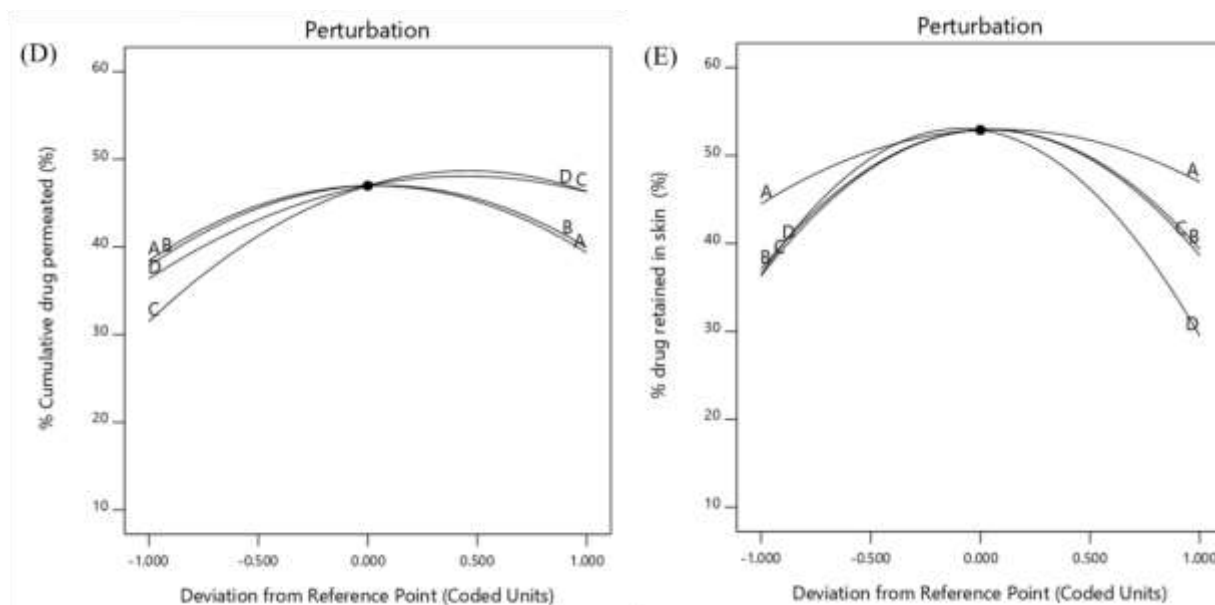 (D)
Perturbation
% Cumulative drug permeated (%)
60
50
40
30
20
10
A B
D
C
D C
B
A
-1.000 -0.500 0.000 0.500 1.000
Deviation from Reference Point (Coded Units)
(E)
Perturbation
% drug retained in skin (%)
60
50
40
30
20
10
A
D
C
B
A
C B
D
-1.000 -0.500 0.000 0.500 1.000
Deviation from Reference Point (Coded Units)